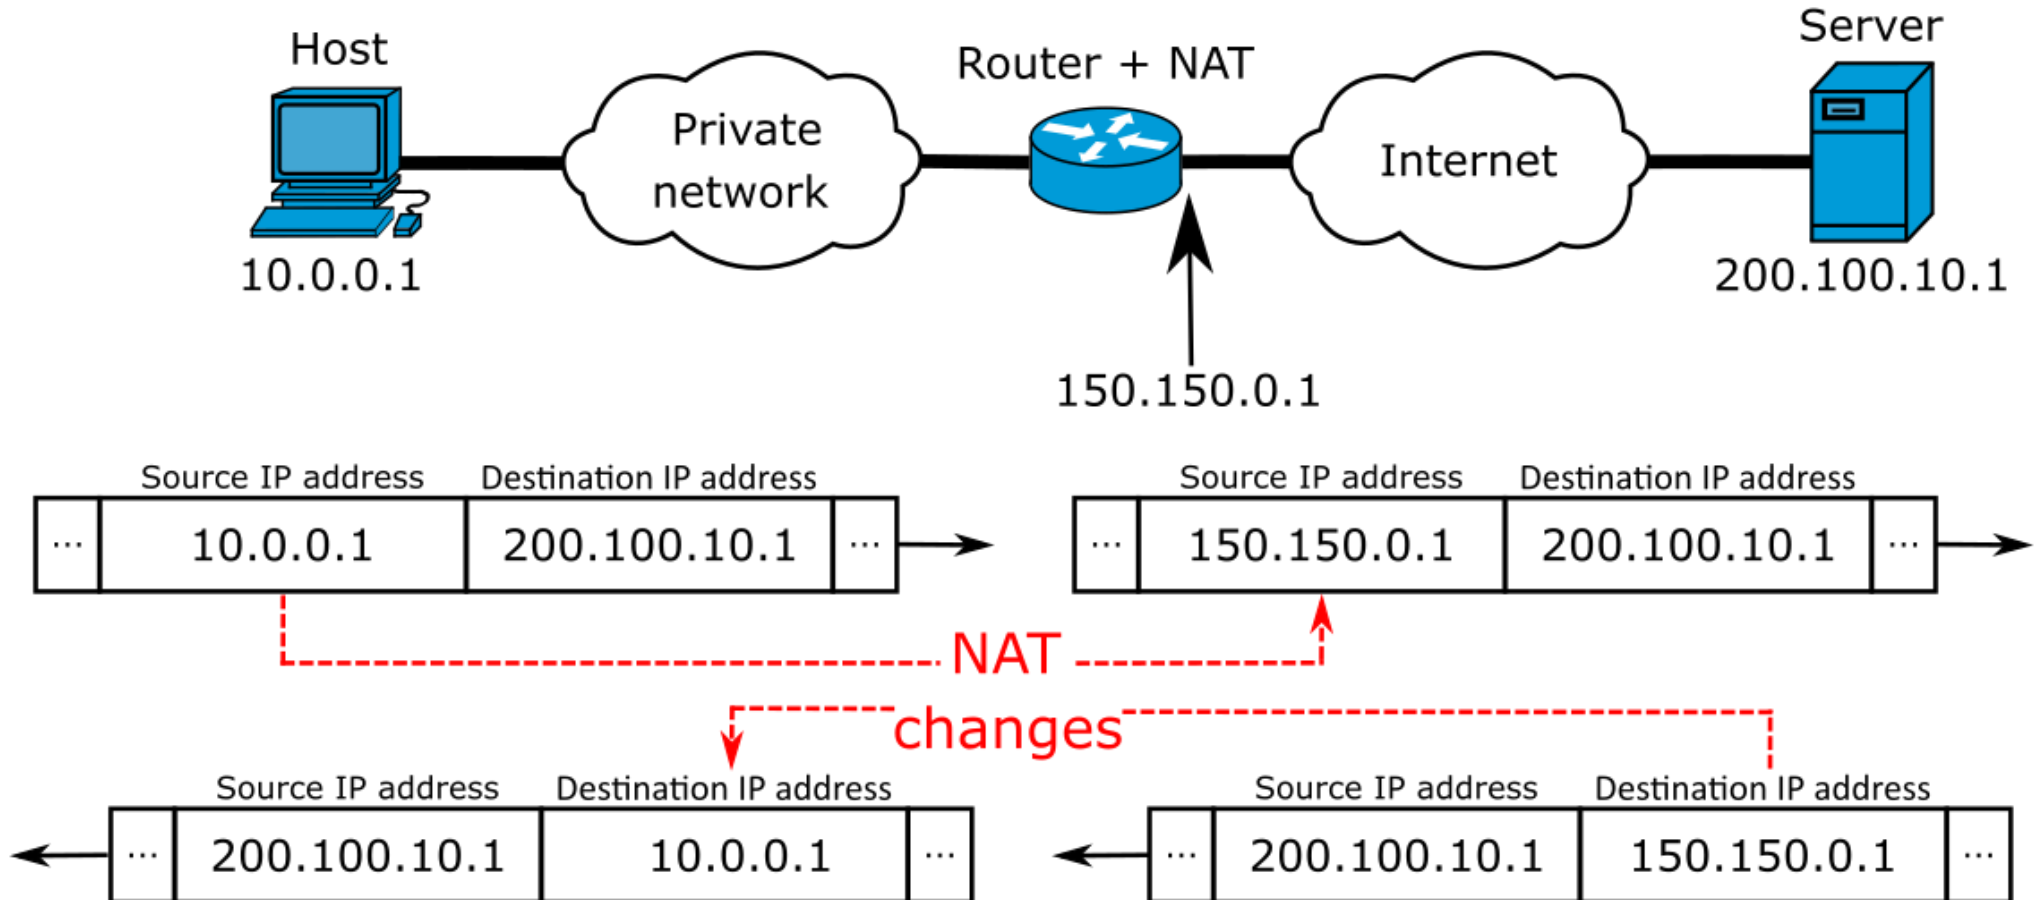 Host
Router + NAT
Server
Private
network
Internet
10.0.0.1
200.100.10.1
150.150.0.1
Source IP address Destination IP address
... 10.0.0.1 200.100.10.1 ...
Source IP address Destination IP address
... 150.150.0.1 200.100.10.1 ...
NAT
changes
Source IP address Destination IP address
... 200.100.10.1 10.0.0.1 ...
Source IP address Destination IP address
... 200.100.10.1 150.150.0.1 ...